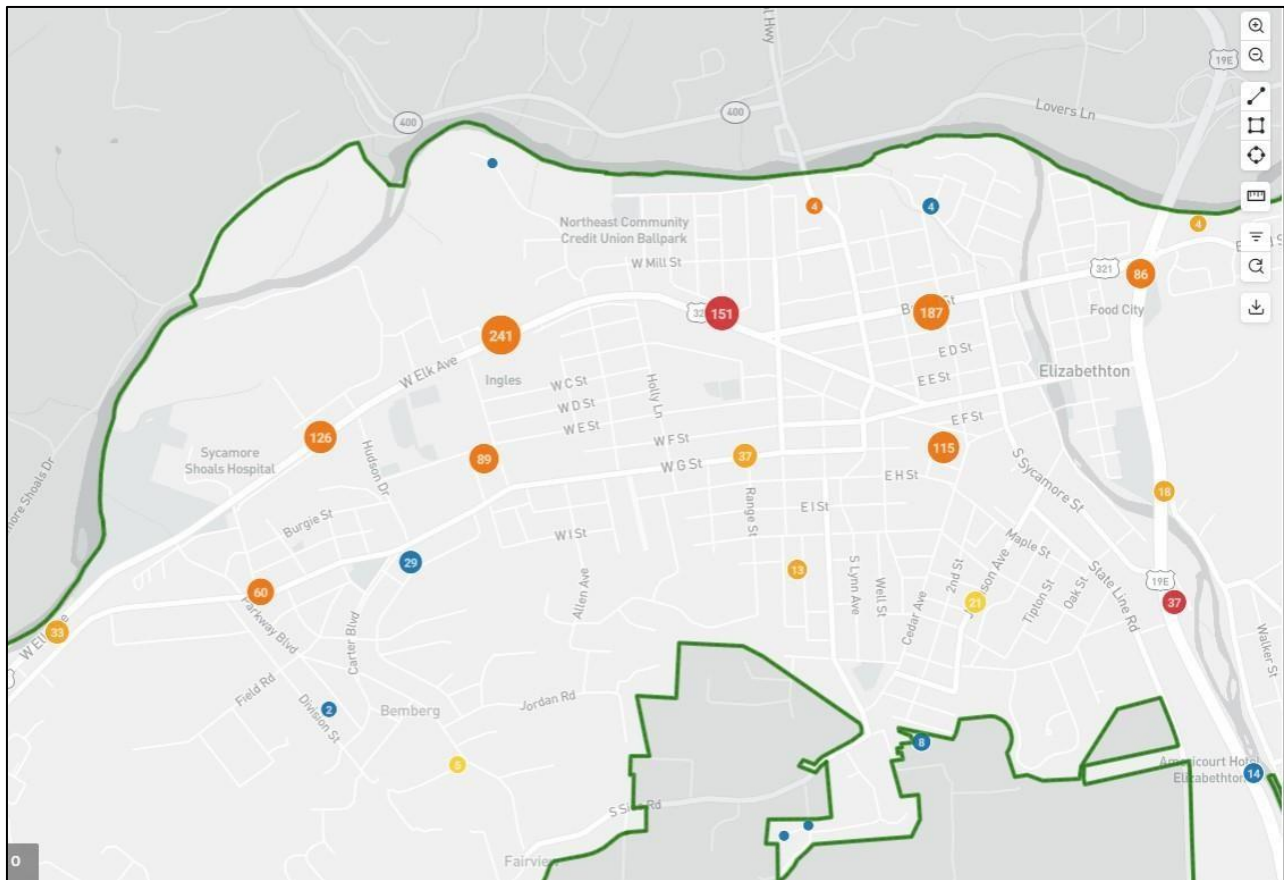 19E
Lovers Ln
400
400
4
4
4
Northeast Community
Credit Union Ballpark
W Mill St
321
86
151
187
Food City
241
E D St
W Elk Ave
Ingles
W C St
Holly Ln
E E St
Elizabethton
W D St
W E St
E F St
126
Hudson Dr
Sycamore
Shoals Hospital
89
W F St
W G St
37
115
E H St
S Sycamore St
18
Range St
Burgie St
E I St
W I St
Maple St
29
13
S Lynn Ave
Well St
2nd St
State Line Rd
19E
60
Allen Ave
Cedar Ave
21
Tipton St
Oak St
37
Parkway Blvd
Carter Blvd
33
Walker St
Field Rd
Division St
2
Bemberg
Jordan Rd
8
Americourt Hotel
Elizabethton
14
Fairview
0